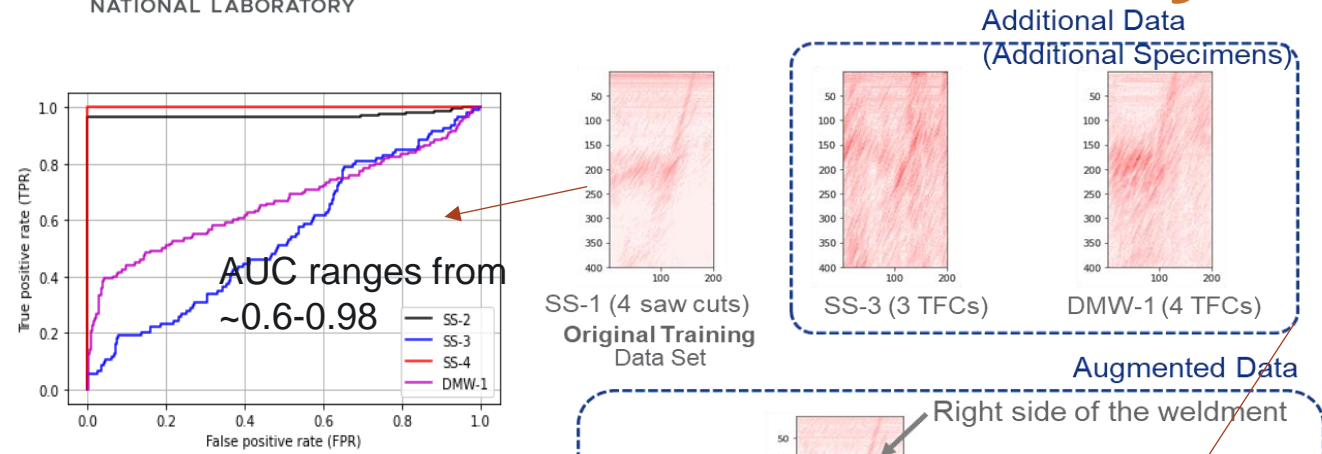 NATIONAL LABORATORY
Additional Data
(Additional Specimens)
1.0
0.8
0.6
0.4
0.2
0.0
True positive rate (TPR)
0.0 0.2 0.4 0.6 0.8 1.0
False positive rate (FPR)
AUC ranges from
~0.6-0.98
SS-2
SS-3
SS-4
DMW-1
50
100
150
200
250
300
350
400
100 200
SS-1 (4 saw cuts)
Original Training
Data Set
50
100
150
200
250
300
350
400
100 200
SS-3 (3 TFCs)
50
100
150
200
250
300
350
400
100 200
DMW-1 (4 TFCs)
Augmented Data
Right side of the weldment
50